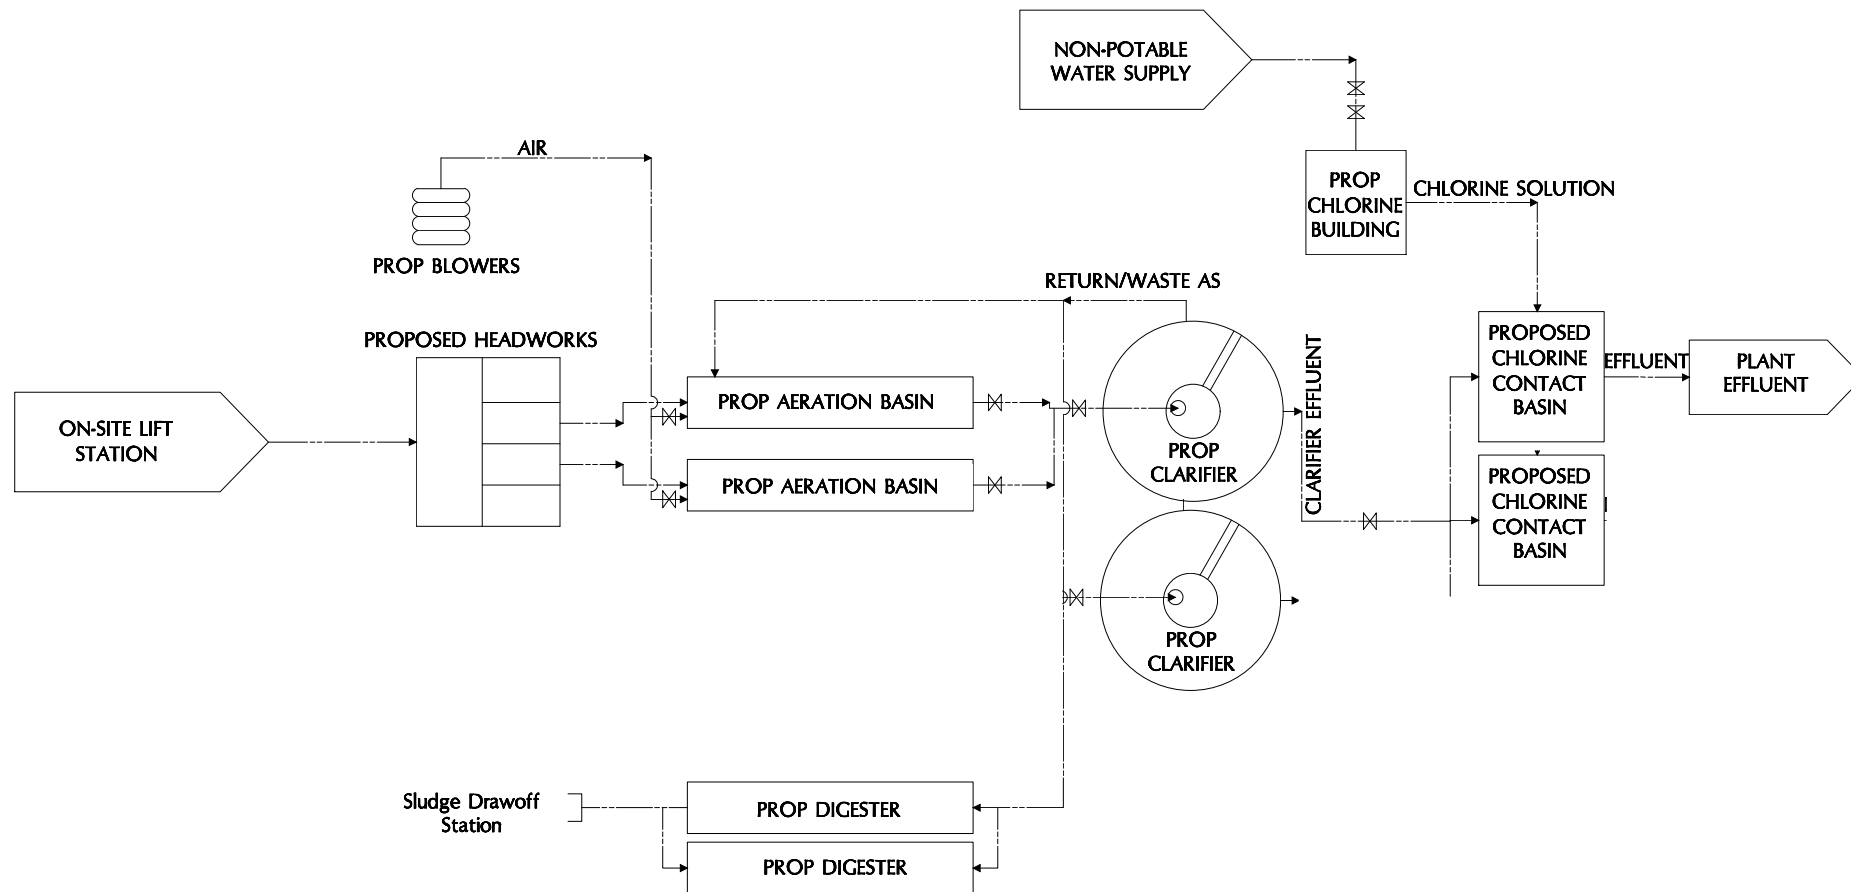 NON-POTABLE
WATER SUPPLY
AIR
PROP
CHLORINE
BUILDING
CHLORINE SOLUTION
PROP BLOWERS
RETURN/WASTE AS
PROPOSED HEADWORKS
ON-SITE LIFT
STATION
PROP AERATION BASIN
PROP AERATION BASIN
PROP
CLARIFIER
CLARIFIER EFFLUENT
PROPOSED
CHLORINE
CONTACT
BASIN
EFFLUENT
PLANT
EFFLUENT
PROPOSED
CHLORINE
CONTACT
BASIN
PROP
CLARIFIER
Sludge Drawoff
Station
PROP DIGESTER
PROP DIGESTER